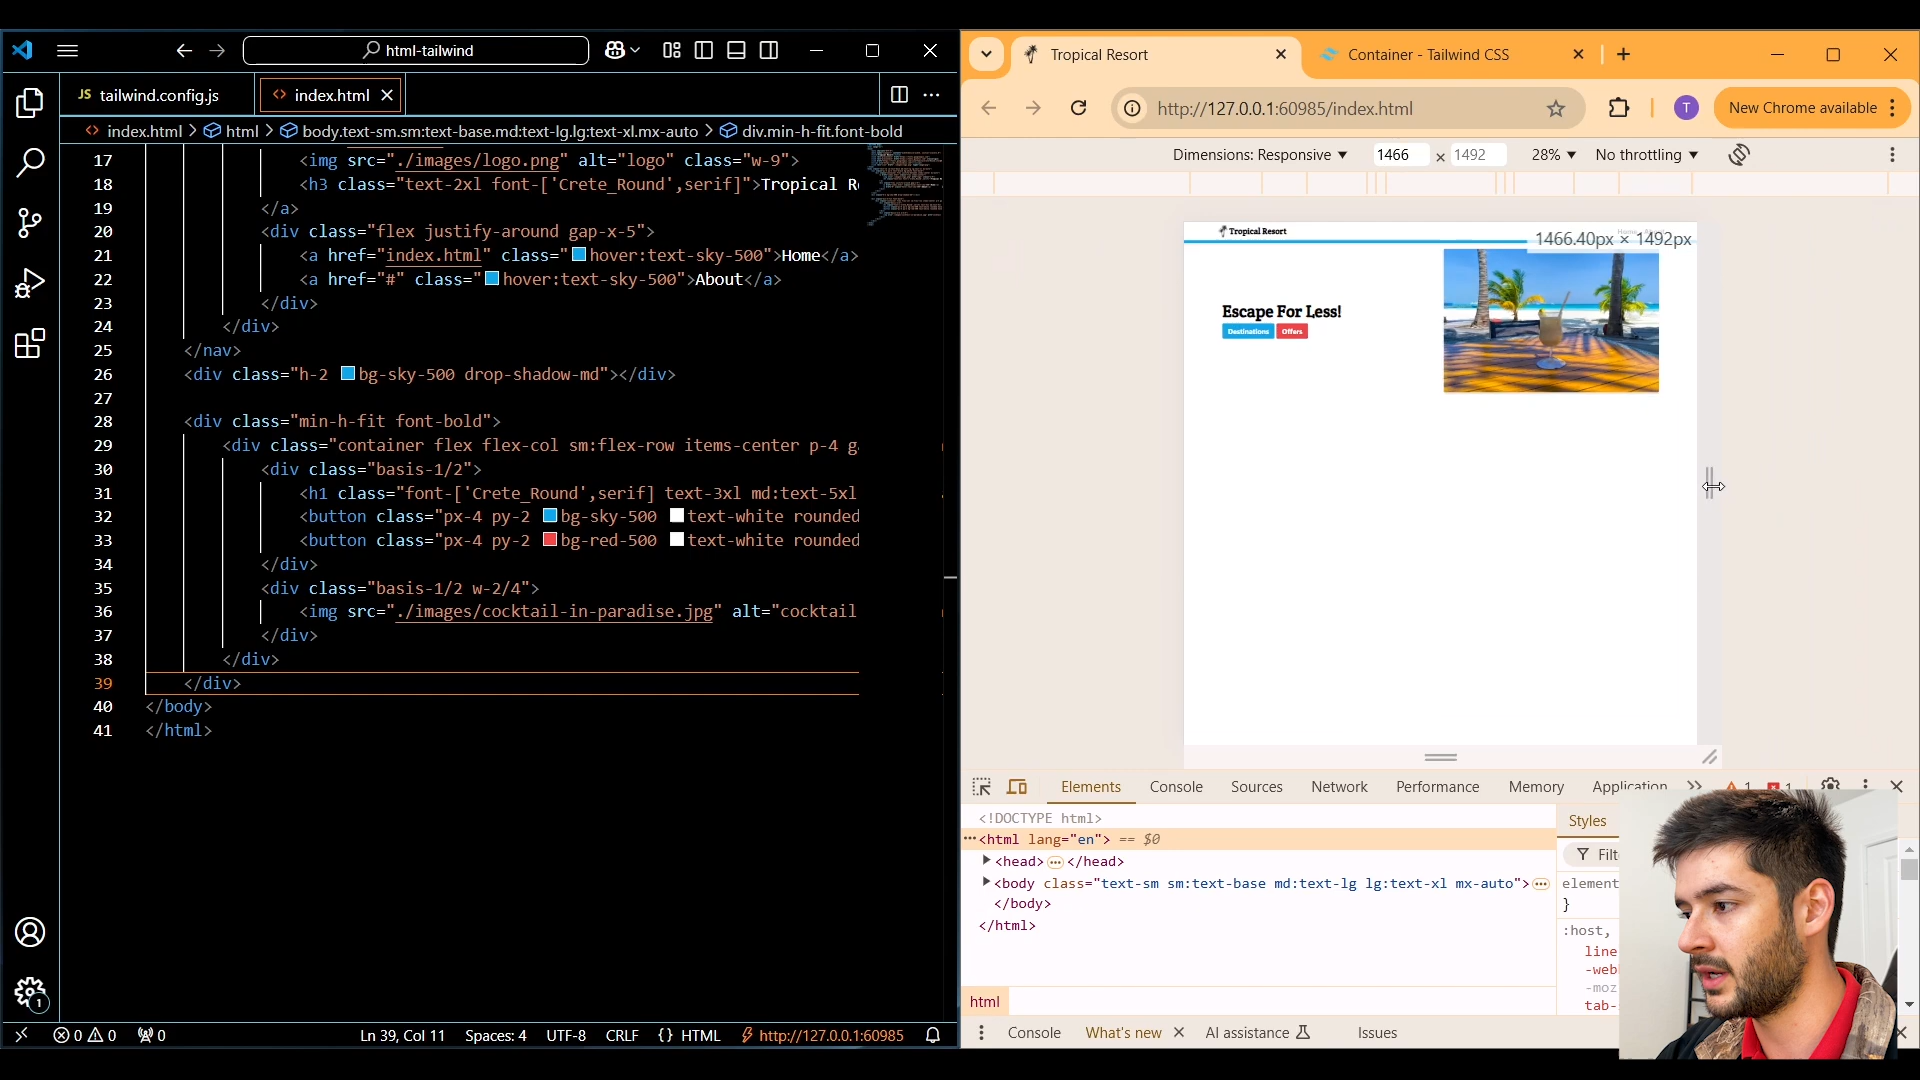 html-tailwind
JS tailwind.config.js
<> index.html
index.html > html > body.text-sm.sm:text-base.md:text-lg.lg:text-xl.mx-auto > div.min-h-fit.font-bold
17 <img src="./images/logo.png" alt="logo" class="w-9">
18 <h3 class="text-2xl font-['Crete_Round',serif]">Tropical R
19 </a>
20 <div class="flex justify-around gap-x-5">
21 <a href="index.html" class="hover:text-sky-500">Home</a>
22 <a href="#" class="hover:text-sky-500">About</a>
23 </div>
24 </div>
25 </nav>
26 <div class="h-2 bg-sky-500 drop-shadow-md"></div>
27
28 <div class="min-h-fit font-bold">
29 <div class="container flex flex-col sm:flex-row items-center p-4 g
30 <div class="basis-1/2">
31 <h1 class="font-['Crete_Round',serif] text-3xl md:text-5xl
32 <button class="px-4 py-2 bg-sky-500 text-white rounded
33 <button class="px-4 py-2 bg-red-500 text-white rounded
34 </div>
35 <div class="basis-1/2 w-2/4">
36 <img src="./images/cocktail-in-paradise.jpg" alt="cocktail
37 </div>
38 </div>
39 </div>
40 </body>
41 </html>
0 0 0
Ln 39, Col 11 Spaces: 4 UTF-8 CRLF {} HTML http://127.0.0.1:60985
1
Tropical Resort
Container - Tailwind CSS
http://127.0.0.1:60985/index.html
T
New Chrome available
Dimensions: Responsive 1466 × 1492 28% No throttling
Tropical Resort
1466.40px × 1492px
Escape For Less!
Destinations Offers
Elements Console Sources Network Performance Memory Application 1 1
<!DOCTYPE html>
<html lang="en"> == $0
<head> </head>
<body class="text-sm sm:text-base md:text-lg lg:text-xl mx-auto">
</body>
</html>
html
Styles
Filt
element
}
:host,
line
-web
-moz
tab-
Console What's new AI assistance Issues